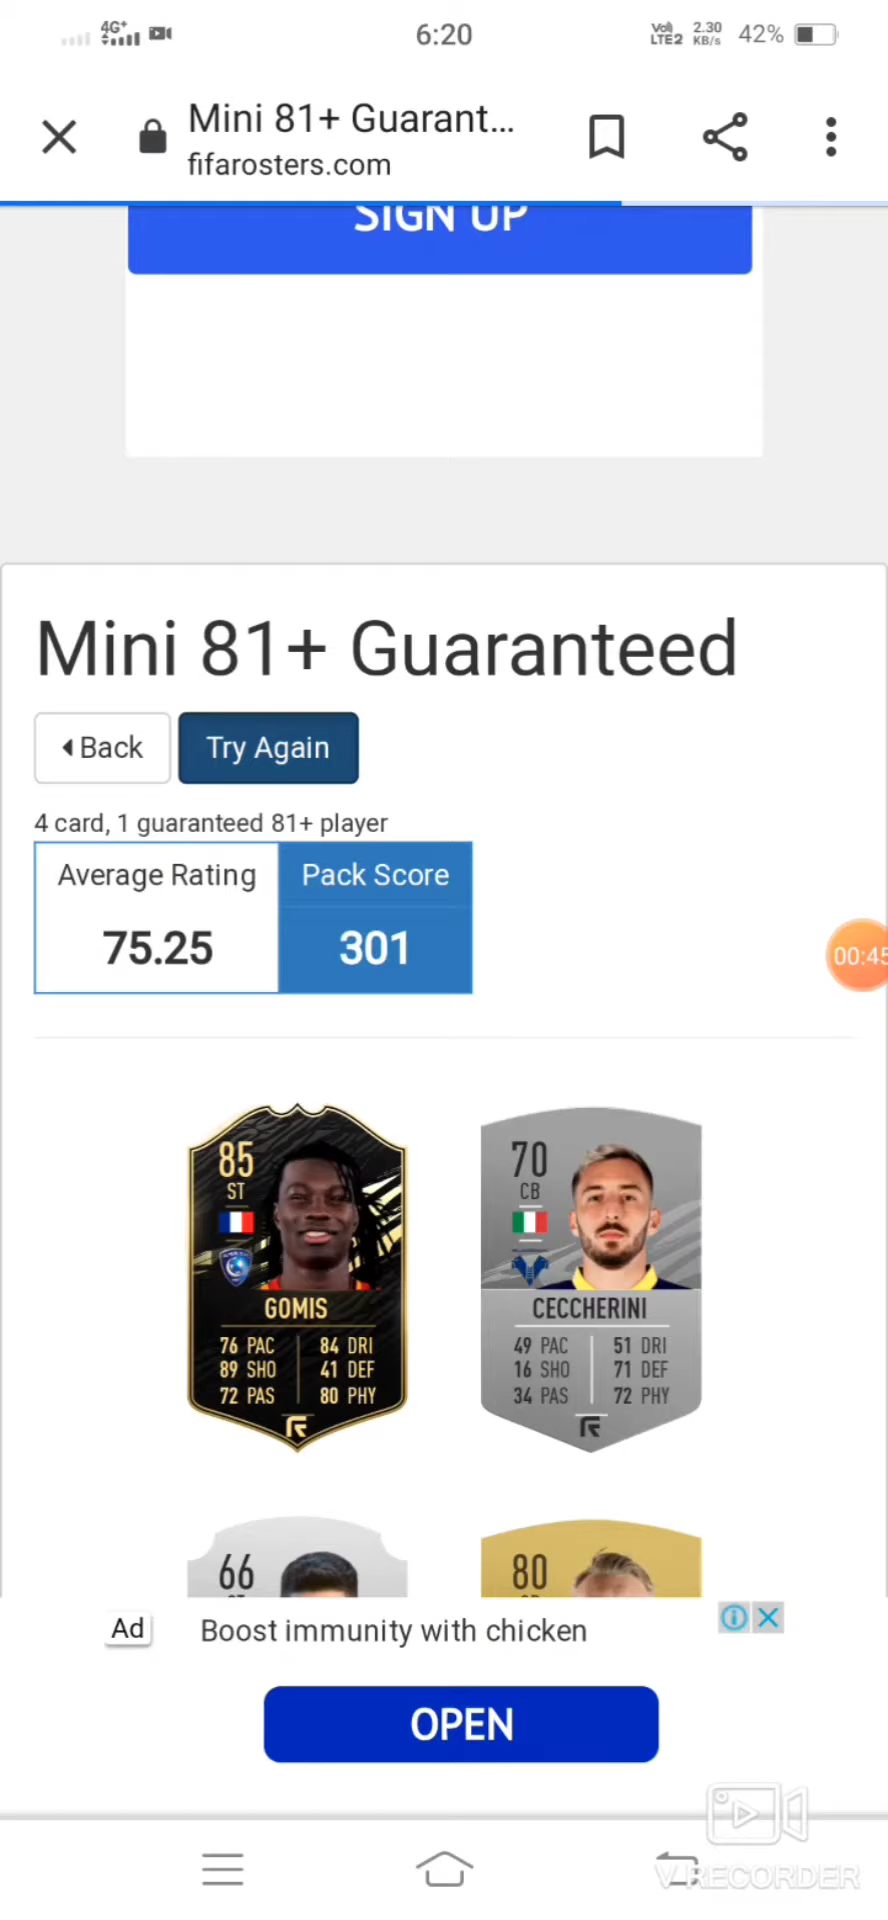 4G+
6:20
Vo)
LTE2
2.30
KB/s
42%
Mini 81+ Guarant...
fifarosters.com
SIGN UP
Mini 81+ Guaranteed
Back
Try Again
4 card, 1 guaranteed 81+ player
Average Rating
Pack Score
75.25
301
00:45
85
ST
GOMIS
76 PAC
84 DRI
89 SHO
41 DEF
72 PAS
80 PHY
70
CB
CECCHERINI
49 PAC
51 DRI
16 SHO
71 DEF
34 PAS
72 PHY
66
80
Ad
Boost immunity with chicken
OPEN
V RECORDER